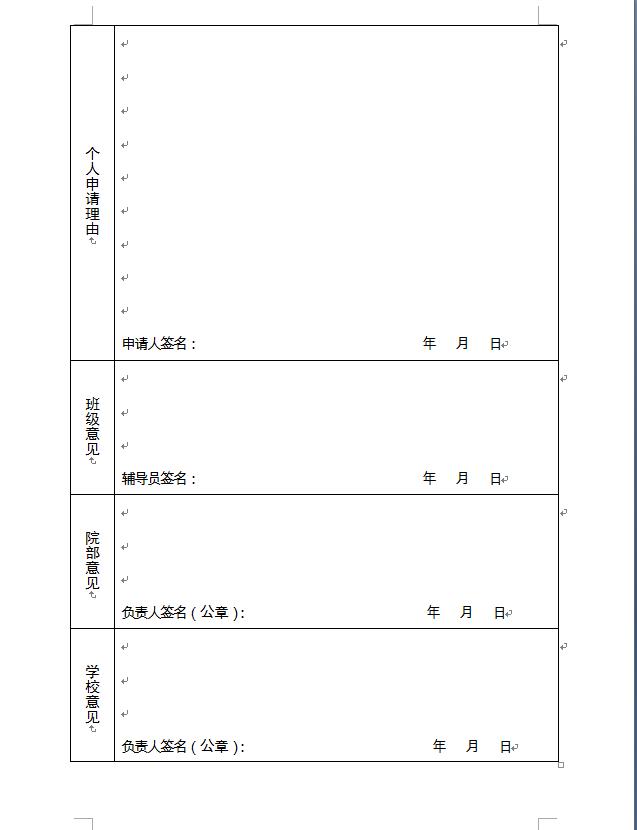 个人申请理由
申请人签名： 年 月 日
班级意见
辅导员签名： 年 月 日
院部意见
负责人签名（公章）： 年 月 日
学校意见
负责人签名（公章）： 年 月 日